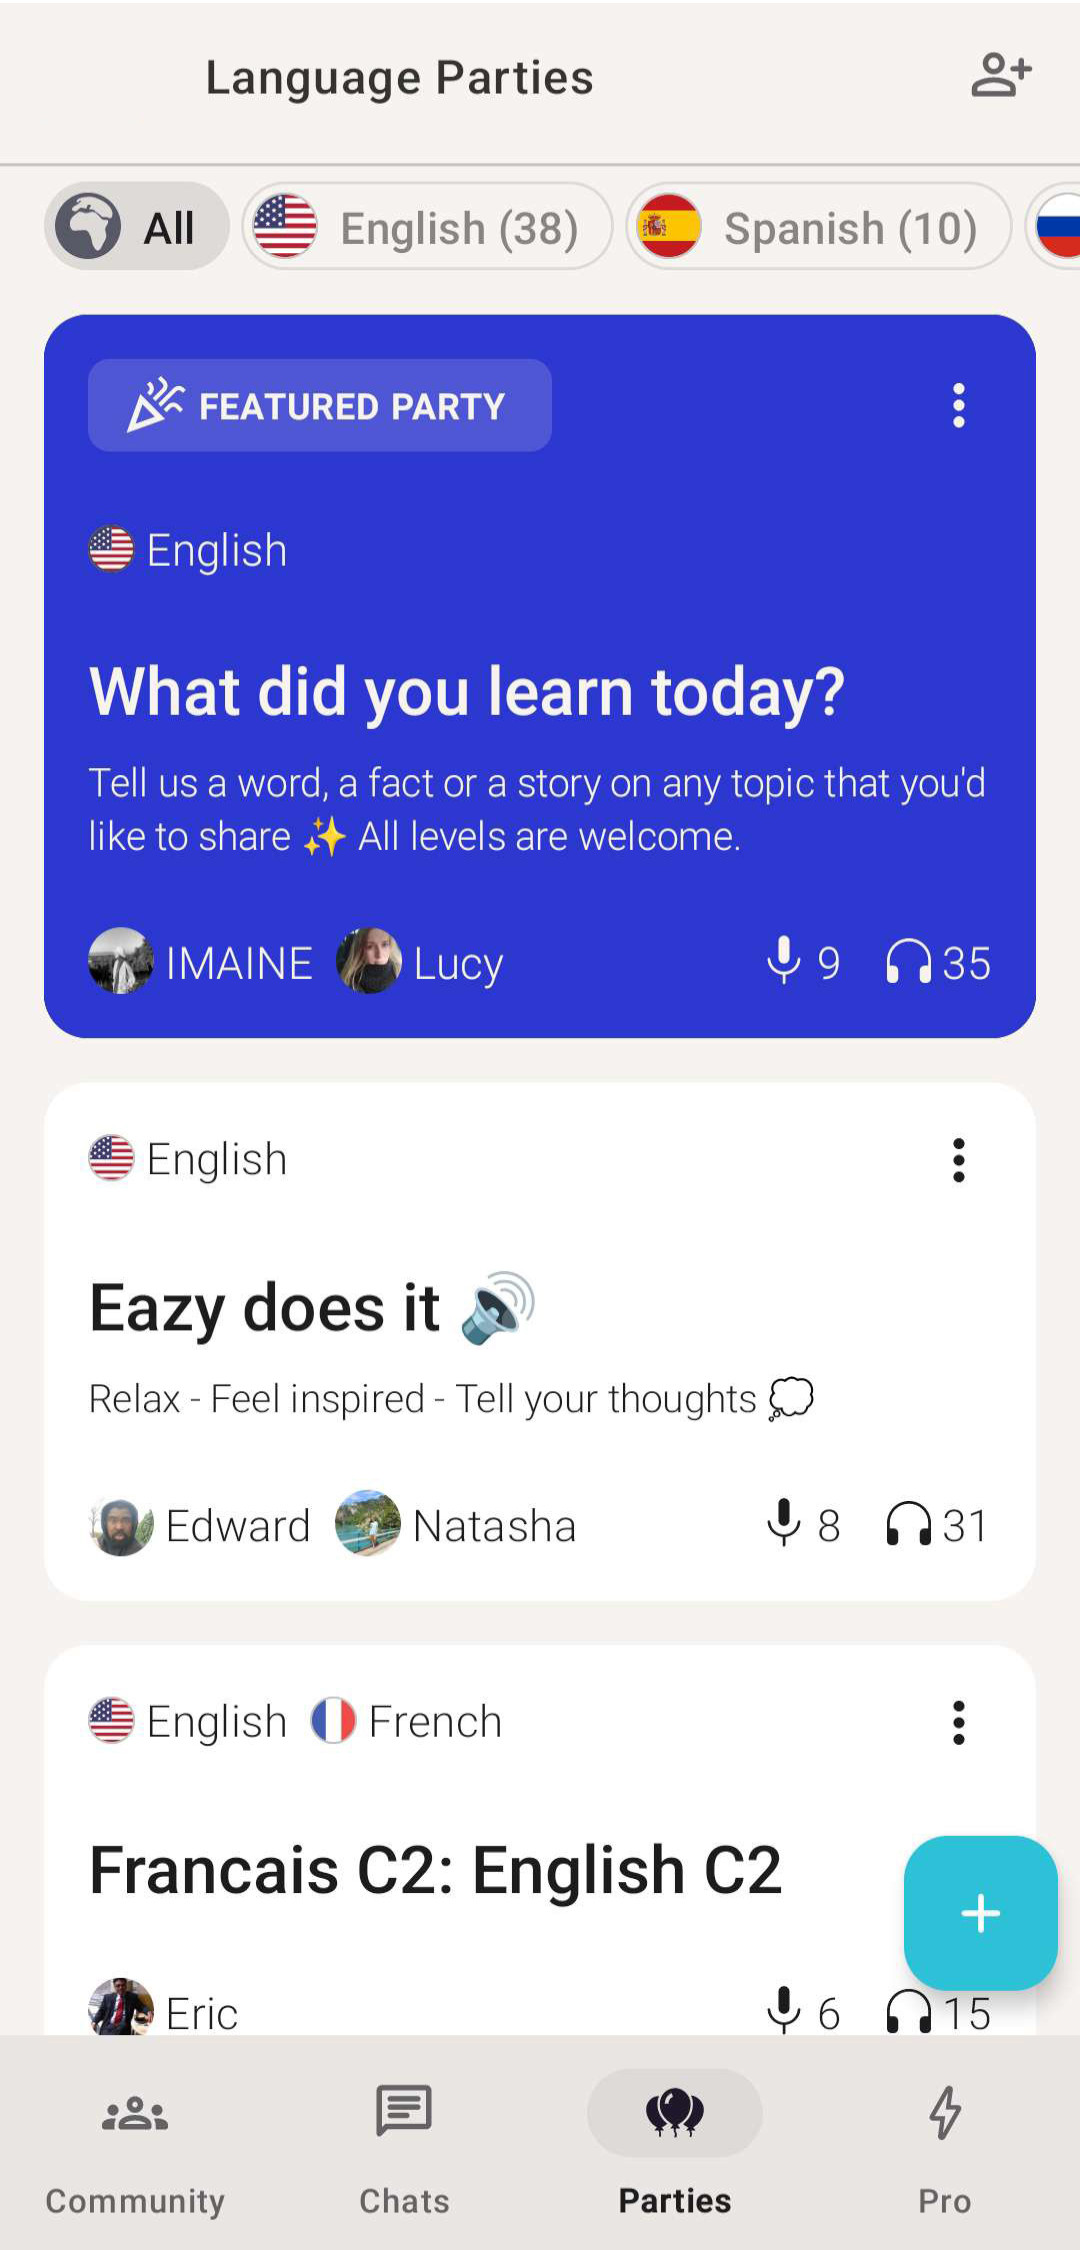 Language Parties
All
English (38)
Spanish (10)
FEATURED PARTY
English
What did you learn today?
Tell us a word, a fact or a story on any topic that you'd
like to share ✨ All levels are welcome.
IMAINE Lucy 9 35
English
Eazy does it 🔊
Relax - Feel inspired - Tell your thoughts 💭
Edward Natasha 8 31
English French
Francais C2: English C2
Eric 6 15
Community Chats Parties Pro